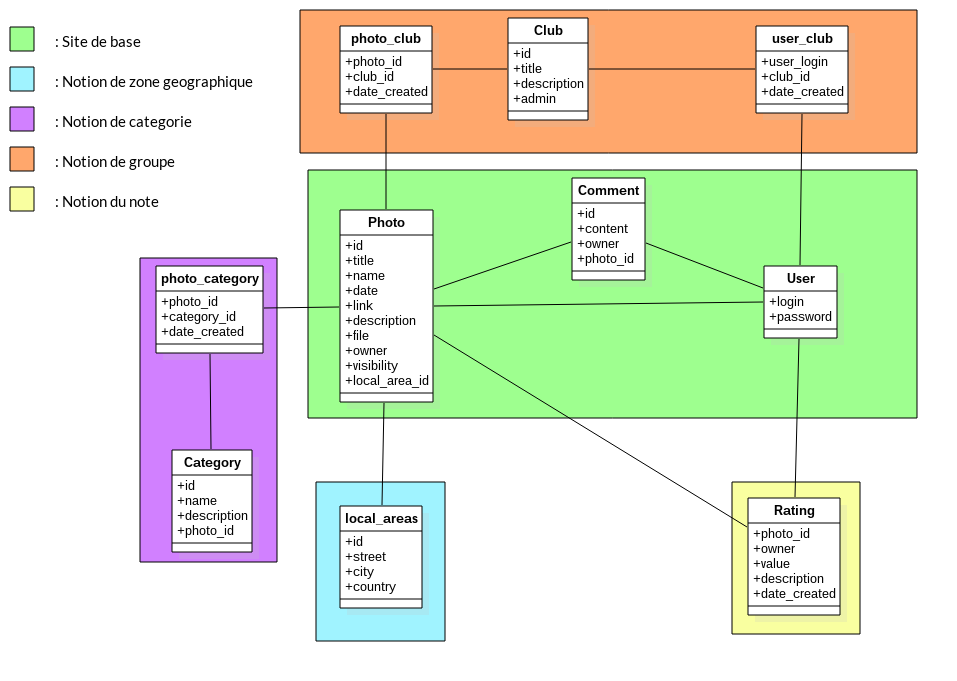 : Site de base
: Notion de zone geographique
: Notion de categorie
: Notion de groupe
: Notion du note
photo_club
+photo_id
+club_id
+date_created
Club
+id
+title
+description
+admin
user_club
+user_login
+club_id
+date_created
Comment
+id
+content
+owner
+photo_id
Photo
+id
+title
+name
+date
+link
+description
+file
+owner
+visibility
+local_area_id
User
+login
+password
photo_category
+photo_id
+category_id
+date_created
Category
+id
+name
+description
+photo_id
local_areas
+id
+street
+city
+country
Rating
+photo_id
+owner
+value
+description
+date_created